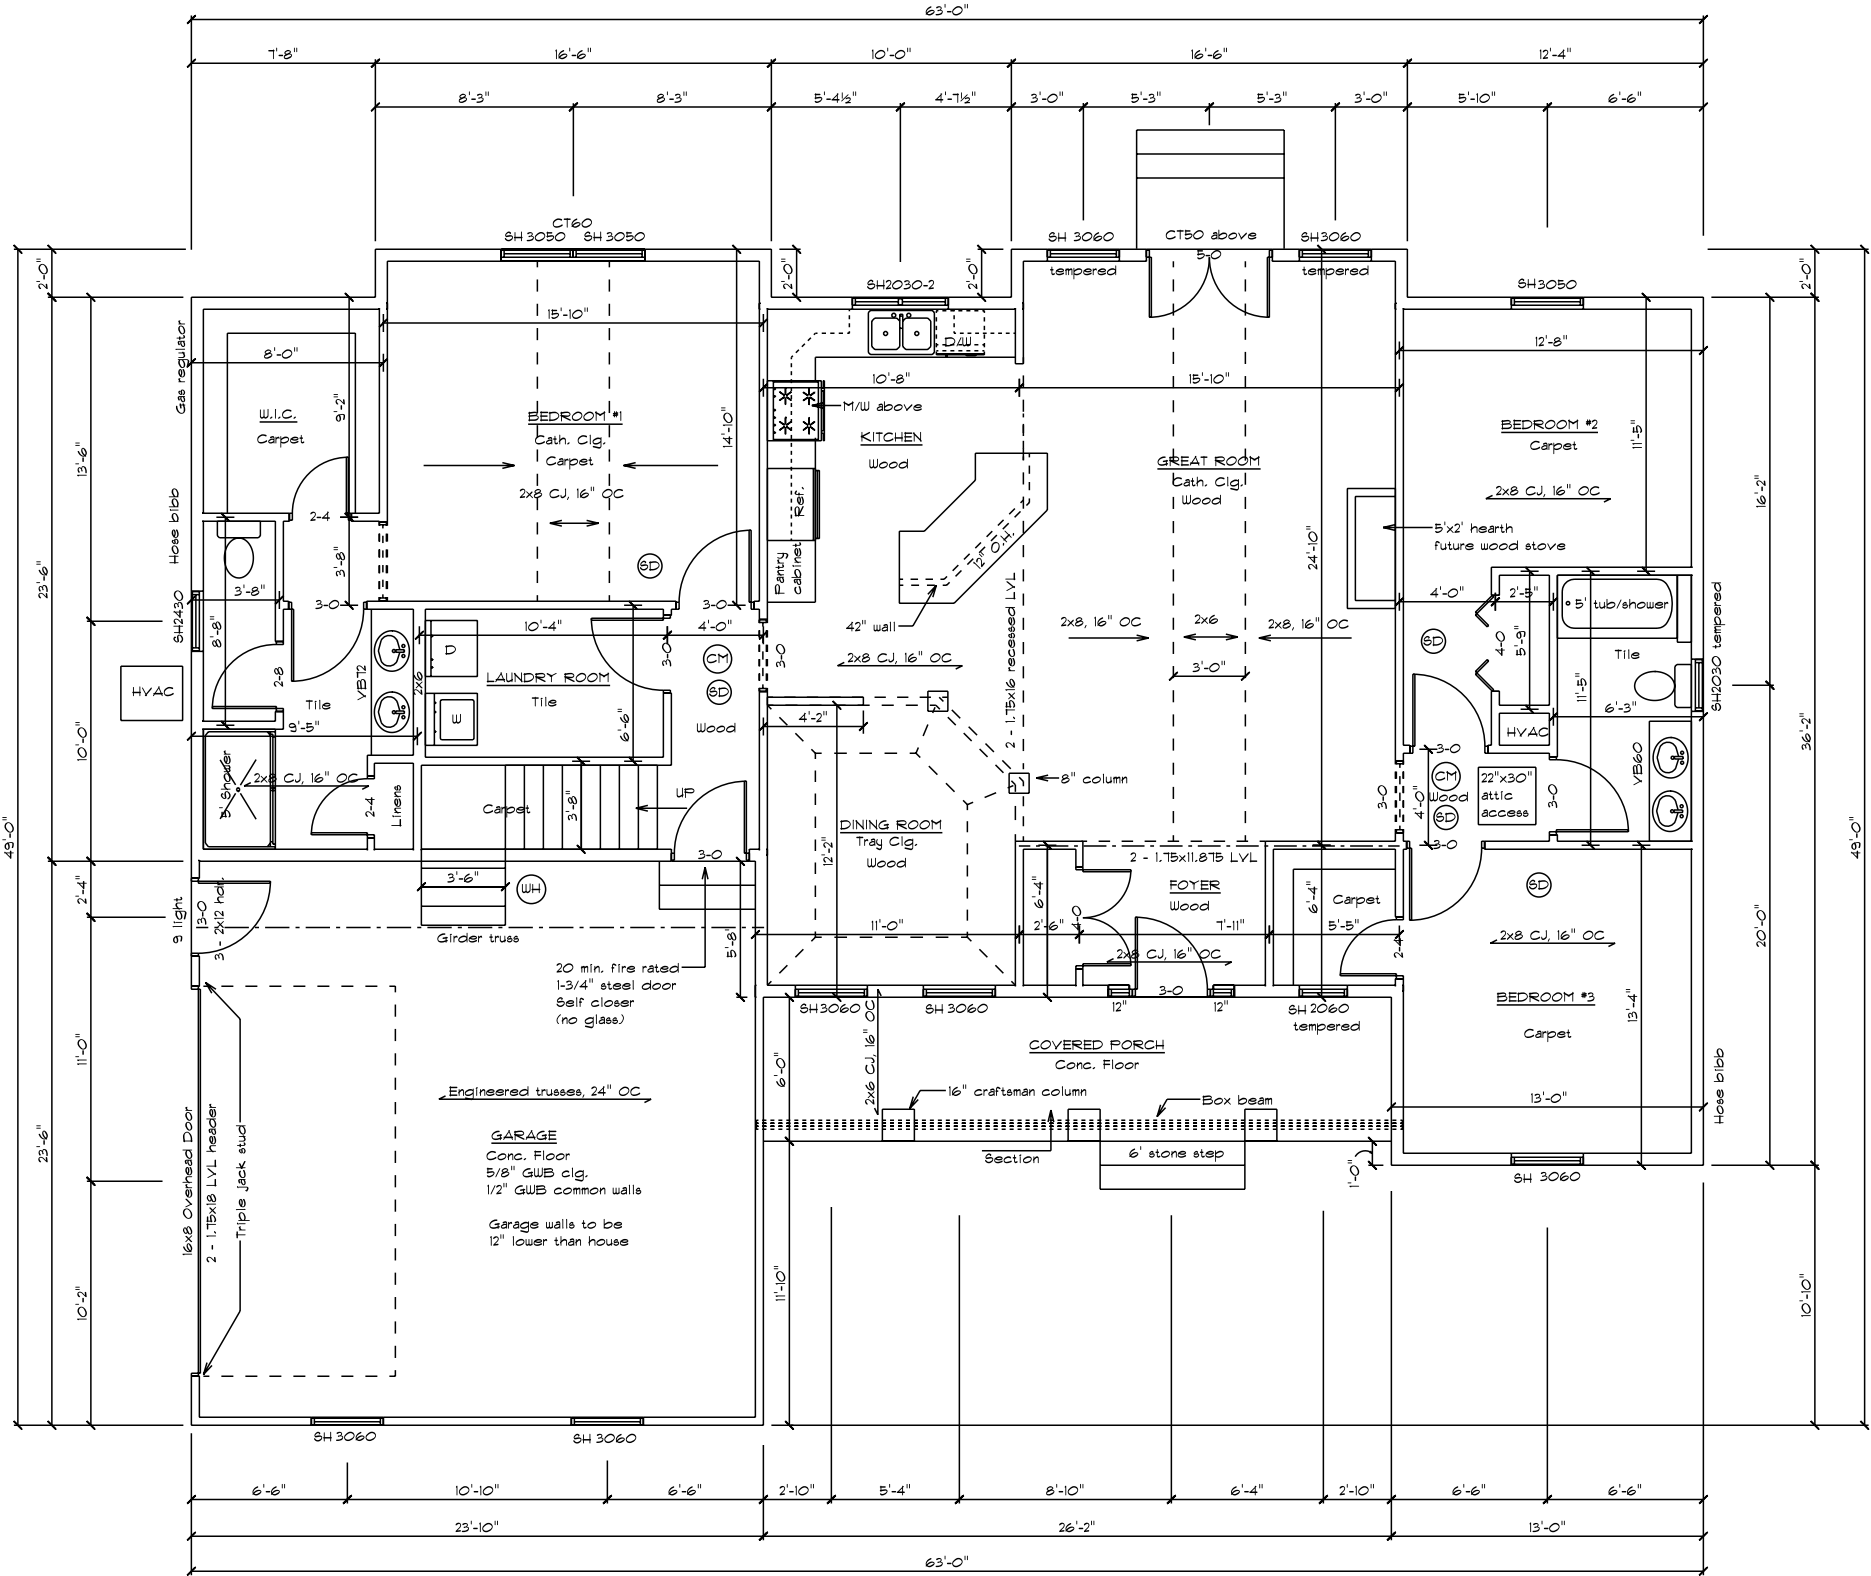 63'-0"
7'-8" 16'-6" 10'-0" 16'-6" 12'-4"
8'-3" 8'-3" 5'-4½" 4'-7½" 3'-0" 5'-3" 5'-3" 3'-0" 5'-10" 6'-6"
CT60
SH 3050 SH 3050
SH 3060
tempered
CT50 above
5-0
SH3060
tempered
2'-0"
2'-0"
2'-0"
2'-0"
SH2030-2
SH3050
Gas regulator
15'-10"
8'-0"
D/W
12'-8"
10'-8"
15'-10"
W.I.C.
Carpet
9'-2"
BEDROOM #1
Cath. Clg.
Carpet
2x8 CJ, 16" OC
14'-10"
M/W above
KITCHEN
Wood
GREAT ROOM
Cath. Clg.
Wood
BEDROOM #2
Carpet
2x8 CJ, 16" OC
11'-5"
13'-6"
16'-2"
Hose bibb
2-4
3'-8"
Ref.
Pantry
cabinet
12" O.H.
24'-10"
5'x2' hearth
future wood stove
SD
23'-6"
SH2430
3'-8"
8'-8"
3-0
3-0
42" wall
2 - 1.75x16 recessed LVL
2x8, 16" OC
2x6
2x8, 16" OC
3'-0"
4'-0"
2'-5"
5' tub/shower
SH2030 tempered
10'-4"
4'-0"
3-0
3-0
CM
SD
Wood
2x8 CJ, 16" OC
SD
4-0
5'-9"
11'-5"
Tile
6'-3"
HVAC
D
LAUNDRY ROOM
Tile
W
2x6
VB72
6'-6"
2-8
Tile
9'-5"
4'-2"
HVAC
36'-2"
49'-0"
49'-0"
10'-0"
5' Shower
2x8 CJ, 16" OC
2-4
Linens
Carpet
3'-8"
UP
8" column
3-0
3-0
CM
Wood
SD
4'-0"
3-0
22"x30"
attic
access
3-0
VB60
DINING ROOM
Tray Clg.
Wood
12'-2"
3-0
2 - 1.75x11.875 LVL
3'-6"
WH
2'-4"
9 light
3-0
3 - 2x12 hdr.
Girder truss
5'-8"
11'-0"
6'-4"
2'-6"
4-0
FOYER
Wood
7'-11"
2x8 CJ, 16" OC
6'-4"
Carpet
5'-5"
2-4
SD
2x8 CJ, 16" OC
20'-0"
20 min. fire rated
1-3/4" steel door
Self closer
(no glass)
SH3060
SH 3060
12"
3-0
12"
SH 2060
tempered
BEDROOM #3
Carpet
13'-4"
11'-0"
COVERED PORCH
Conc. Floor
6'-0"
2x6 CJ, 16" OC
Engineered trusses, 24" OC
16" craftsman column
Box beam
13'-0"
Hose bibb
23'-6"
16x8 Overhead Door
2 - 1.75x18 LVL header
Triple jack stud
GARAGE
Conc. Floor
5/8" GWB clg.
1/2" GWB common walls
Garage walls to be
12" lower than house
Section
6' stone step
1'-0"
SH 3060
10'-2"
11'-10"
10'-10"
SH 3060
SH 3060
6'-6" 10'-10" 6'-6" 2'-10" 5'-4" 8'-10" 6'-4" 2'-10" 6'-6" 6'-6"
23'-10" 26'-2" 13'-0"
63'-0"